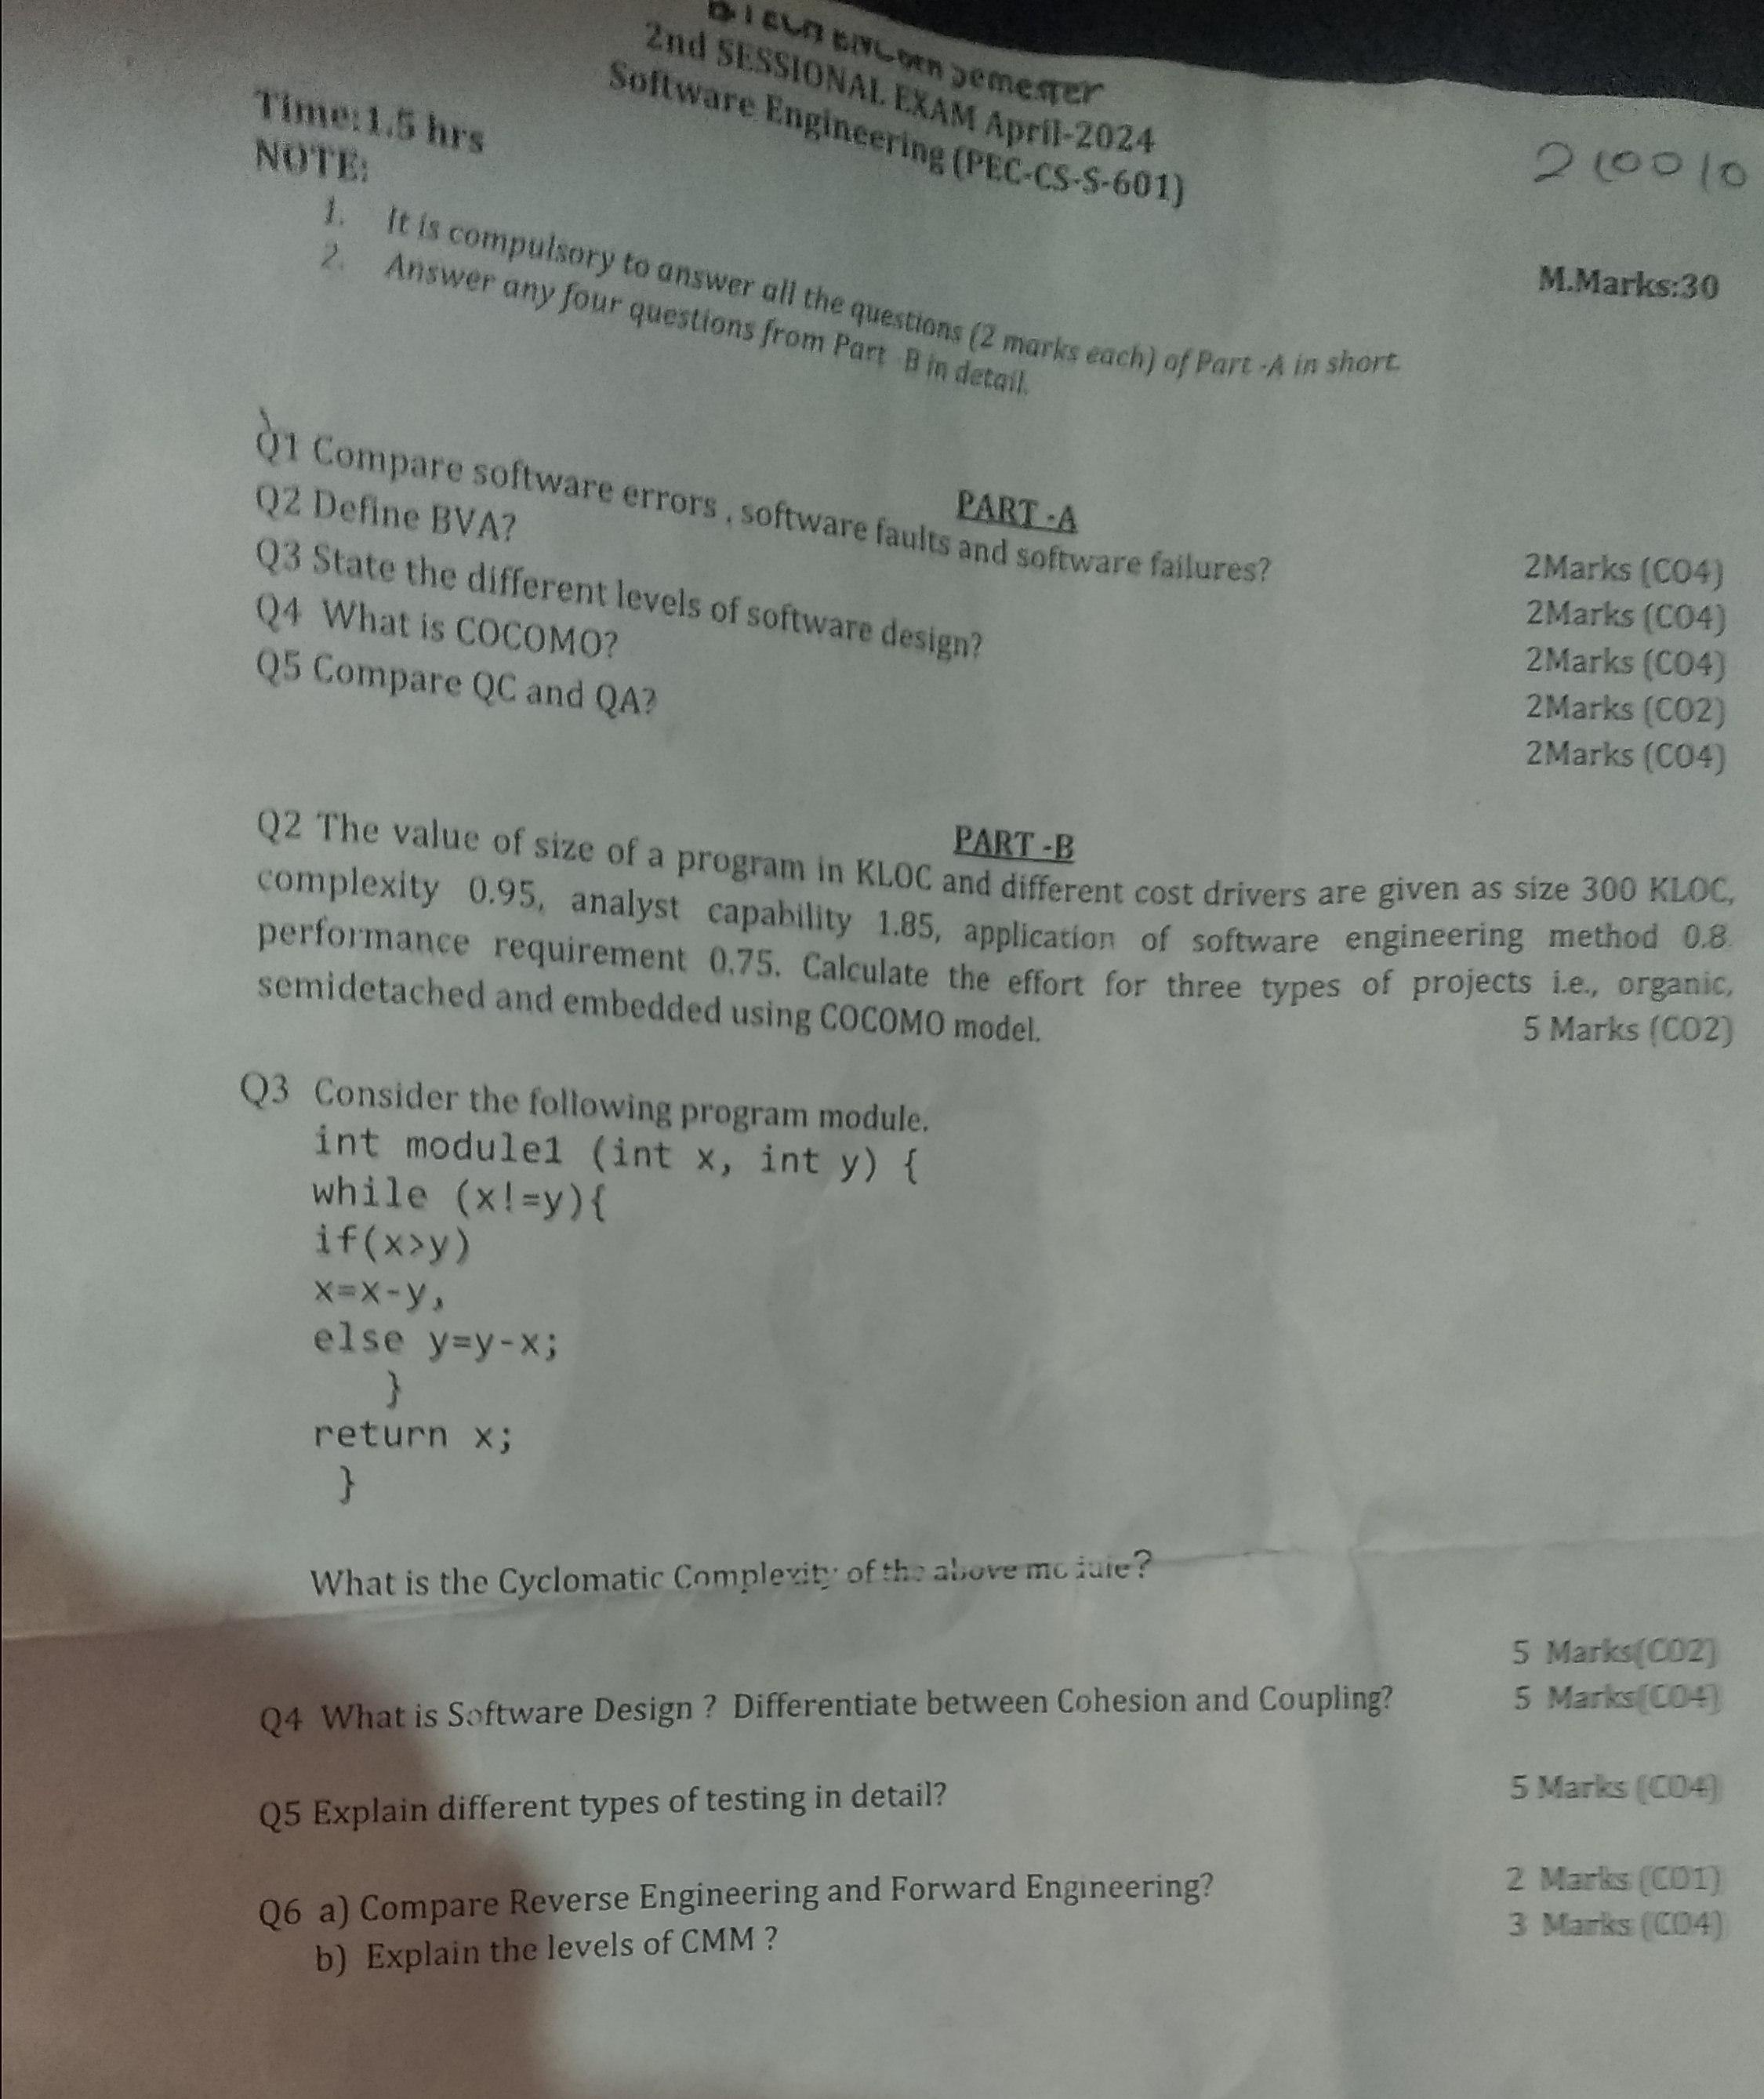 Semester
2nd SESSIONAL EXAM April-2024
Software Engineering (PEC-CS-S-601)
210010
Time:1.5 hrs
M.Marks:30
NOTE:
1. It is compulsory to answer all the questions (2 marks each) of Part -A in short.
2. Answer any four questions from Part -B in detail.
PART -A
Q1 Compare software errors , software faults and software failures? 2Marks (CO4)
Q2 Define BVA? 2Marks (CO4)
Q3 State the different levels of software design? 2Marks (CO4)
Q4 What is COCOMO? 2Marks (CO2)
Q5 Compare QC and QA? 2Marks (CO4)
PART -B
Q2 The value of size of a program in KLOC and different cost drivers are given as size 300 KLOC,
complexity 0.95, analyst capability 1.85, application of software engineering method 0.8
performance requirement 0.75. Calculate the effort for three types of projects i.e., organic,
semidetached and embedded using COCOMO model. 5 Marks (CO2)
Q3 Consider the following program module.
int module1 (int x, int y) {
while (x!=y){
if(x>y)
x=x-y,
else y=y-x;
}
return x;
}
What is the Cyclomatic Complexity of the above module?
5 Marks(CO2)
Q4 What is Software Design ? Differentiate between Cohesion and Coupling? 5 Marks(CO4)
Q5 Explain different types of testing in detail? 5 Marks (CO4)
Q6 a) Compare Reverse Engineering and Forward Engineering? 2 Marks (CO1)
b) Explain the levels of CMM ? 3 Marks (CO4)